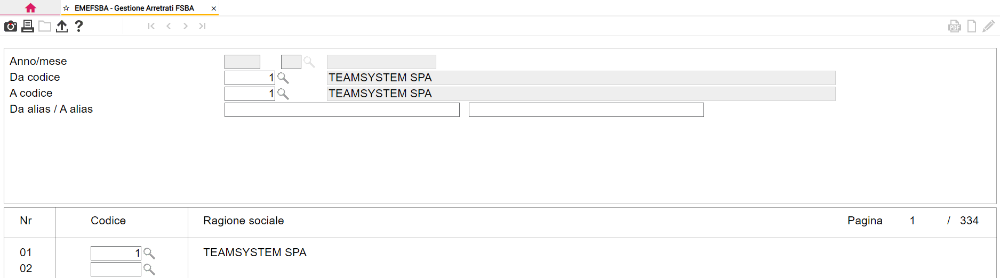 EMEFSBA - Gestione Arretrati FSBA
PDF
Anno/mese
Da codice 1 TEAMSYSTEM SPA
A codice 1 TEAMSYSTEM SPA
Da alias / A alias
Nr Codice Ragione sociale Pagina 1 / 334
01 1 TEAMSYSTEM SPA
02